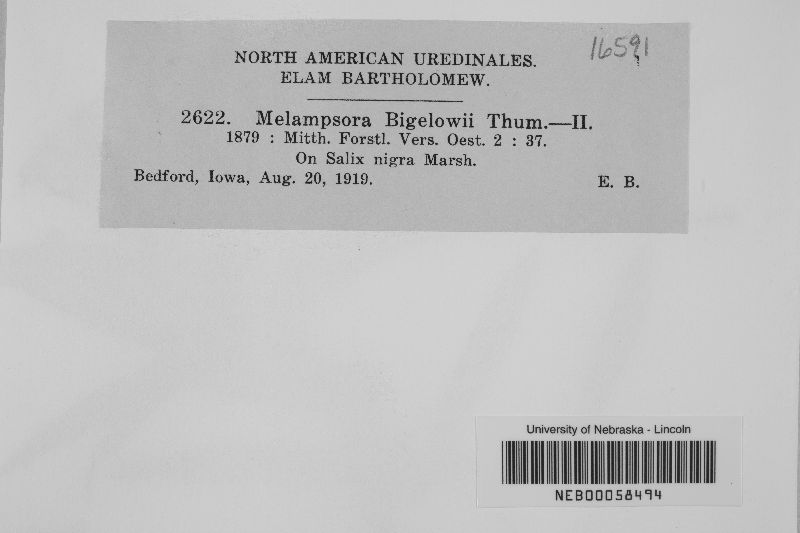 16591
NORTH AMERICAN UREDINALES.
ELAM BARTHOLOMEW.
2622. Melampsora Bigelowii Thum.—II.
1879 : Mitth. Forstl. Vers. Oest. 2 : 37.
On Salix nigra Marsh.
Bedford, Iowa, Aug. 20, 1919. E. B.
University of Nebraska - Lincoln
NEB00058494